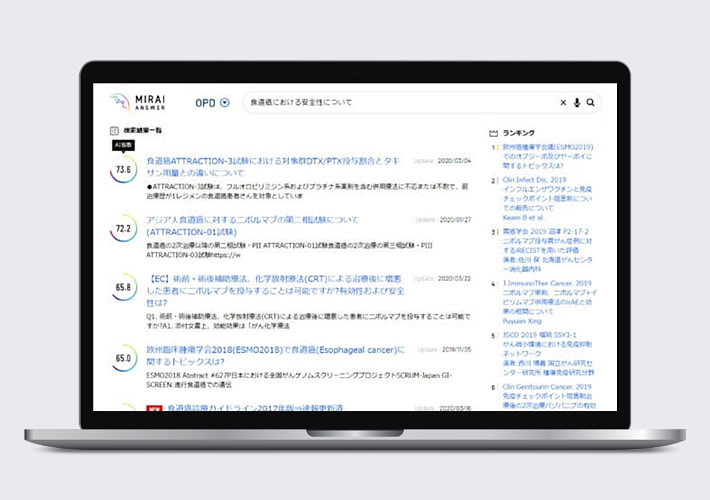 MIRAI
ANSWER
OPD
食道癌における安全性について
検索結果一覧
AI指数
73.6
食道癌ATTRACTION-3試験における対象群DTX/PTX投与割合とタキ
サン用量との違いについて
Update : 2020/03/04
●ATTRACTION-3試験は、フルオロピリミジン系およびプラチナ系薬剤を含む併用療法に不応または不耐で、前
治療歴が1レジメンの食道癌患者さんを対象としていま
72.2
アジア人食道癌に対するニボルマブの第二相試験について
(ATTRACTION-01試験)
Update : 2020/01/27
食道癌の2次治療以降の第二相試験・PII ATTRACTION-01試験食道癌の2次治療の第三相試験・PIII
ATTRACTION-03試験https://w
65.8
【EC】術前・術後補助療法、化学放射療法(CRT)による治療後に増悪
した患者にニボルマブを投与することは可能ですか?有効性および安全
性は?
Update : 2020/03/22
Q1. 術前・術後補助療法、化学放射療法(CRT)による治療後に増悪した患者にニボルマブを投与することは可能で
すか?A1. 添付文書上、効能効果は「がん化学療法
65.0
欧州臨床腫瘍学会2018(ESMO2018)で食道癌(Esophageal cancer)に
関するトピックスは?
Update : 2019/11/05
ESMO2018 Abstract #627P日本における全国がんゲノムスクリーニングプロジェクトSCRUM-Japan GI-
SCREEN: 進行食道癌での遺伝
食道癌診療ガイドライン2017年版⇒速報更新済
Update : 2020/03/16
ランキング
1
欧州癌腫瘍学会議(ESMO2019)
でのオプジーボ及びヤーボイに
関するトピックスは?
2
Clin Infect Dis, 2019
インフルエンザワクチンと免疫
チェックポイント阻害剤につい
ての報告について
Keam B et al.
3
胃癌学会 2019 沼津 P2-17-2
ニボルマブ投与胃がん症例に対
するiRECISTを用いた評価
演者:佐川 保 北海道がんセンタ
ー消化器内科
4
J ImmunoTher Cancer. 2019
ニボルマブ単剤、ニボルマブ+イ
ピリムマブ併用療法のirAEと効
果の相関について
Puyuan Xing
5
JSCO 2019 福岡 SSY3-1
がん微小環境における免疫抑制
ネットワーク
演者:西川 博嘉 国立がん研究セ
ンター研究所 腫瘍免疫研究分野
6
Clin Genitourin Cancer. 2019
免疫チェックポイント阻害剤治
療後の2次治療パゾパニブの有効